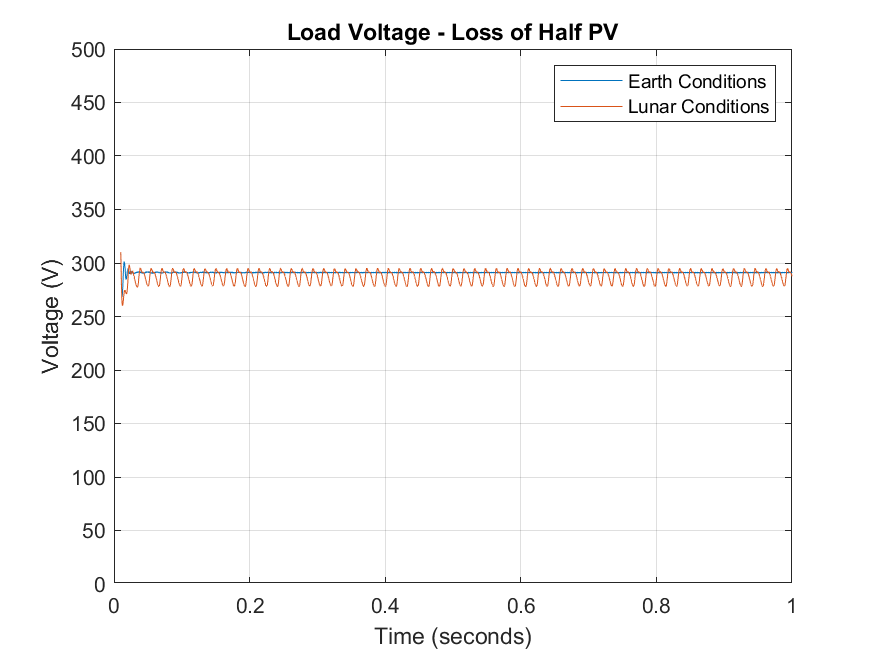 Load Voltage - Loss of Half PV
500
450
400
350
300
250
200
150
100
50
0
Voltage (V)
Earth Conditions
Lunar Conditions
0 0.2 0.4 0.6 0.8 1
Time (seconds)